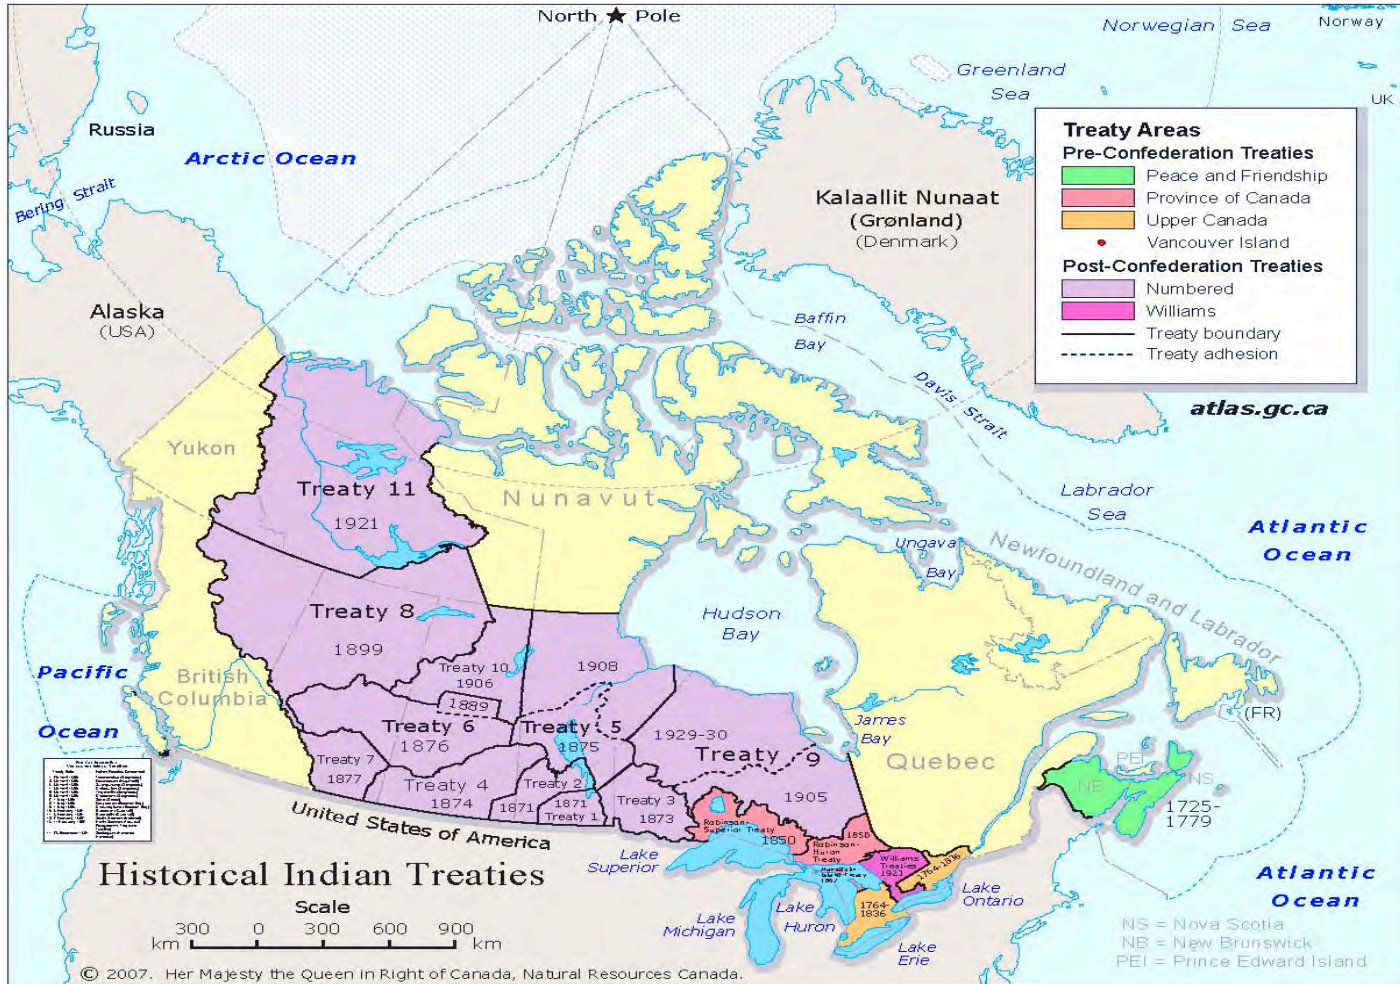 North Pole
Norwegian Sea
Norway
Greenland
Sea
UK
Russia
Arctic Ocean
Bering Strait
Kalaallit Nunaat
(Grønland)
(Denmark)
Treaty Areas
Pre-Confederation Treaties
Peace and Friendship
Province of Canada
Upper Canada
Vancouver Island
Post-Confederation Treaties
Numbered
Williams
Treaty boundary
Treaty adhesion
atlas.gc.ca
Alaska
(USA)
Baffin
Bay
Davis Strait
Labrador
Sea
Atlantic
Ocean
Yukon
Nunavut
Treaty 11
1921
Ungava
Bay
Newfoundland and Labrador
Treaty 8
1899
Hudson
Bay
Pacific
Ocean
British
Columbia
Treaty 10
1906
1889
1908
Treaty 6
1876
Treaty 5
1875
1929-30
Treaty 9
1905
James
Bay
Quebec
(FR)
PEI
NS
NB
1725-
1779
Treaty 7
1877
Treaty 4
1874
Treaty 2
1871
1871
Treaty 1
Treaty 3
1873
Robinson-
Superior Treaty
1850
1850
Robinson-
Huron
Treaty
Williams
Treaties
1923
1764-1836
1764-
1836
United States of America
Lake
Superior
Lake
Michigan
Lake
Huron
Lake
Ontario
Lake
Erie
Atlantic
Ocean
Historical Indian Treaties
Scale
300 0 300 600 900
km km
NS = Nova Scotia
NB = New Brunswick
PEI = Prince Edward Island
© 2007. Her Majesty the Queen in Right of Canada, Natural Resources Canada.